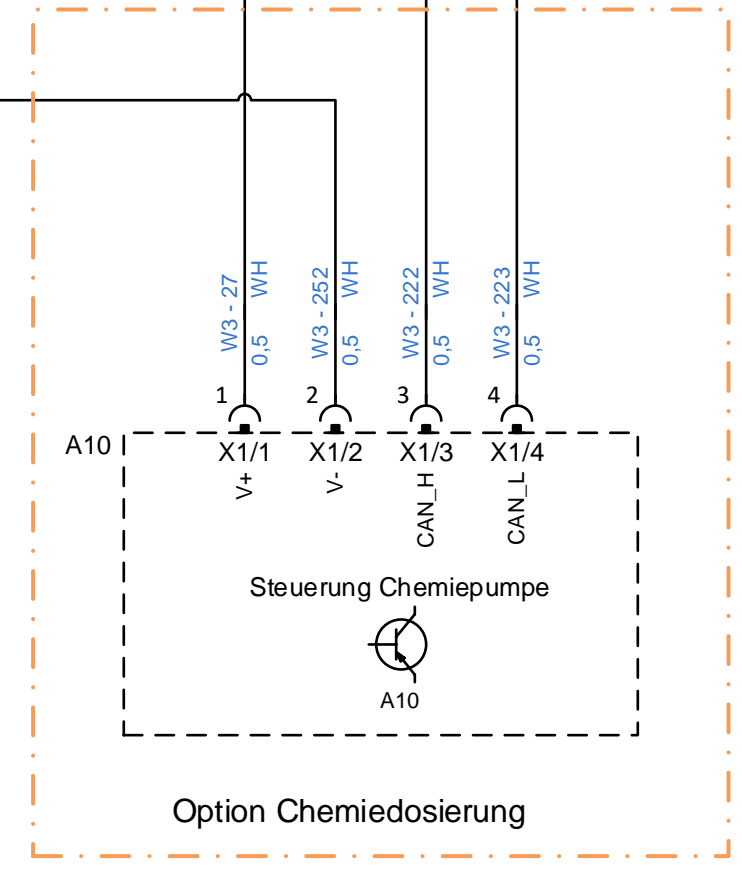 W3 - 27 WH
0,5
W3 - 252 WH
0,5
W3 - 222 WH
0,5
W3 - 223 WH
0,5
1 2 3 4
A10
X1/1 X1/2 X1/3 X1/4
V+
V-
CAN_H
CAN_L
Steuerung Chemiepumpe
A10
Option Chemiedosierung